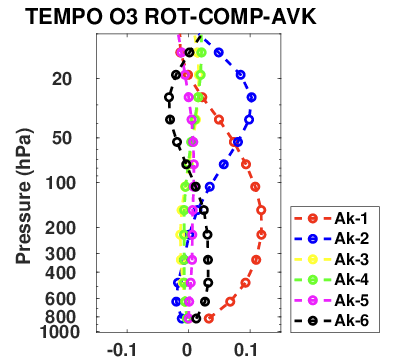 TEMPO O3 ROT-COMP-AVK
Pressure (hPa)
20
50
100
200
300
400
600
1000
-0.1
0
0.1
Ak-1
Ak-2
Ak-3
Ak-4
Ak-5
Ak-6